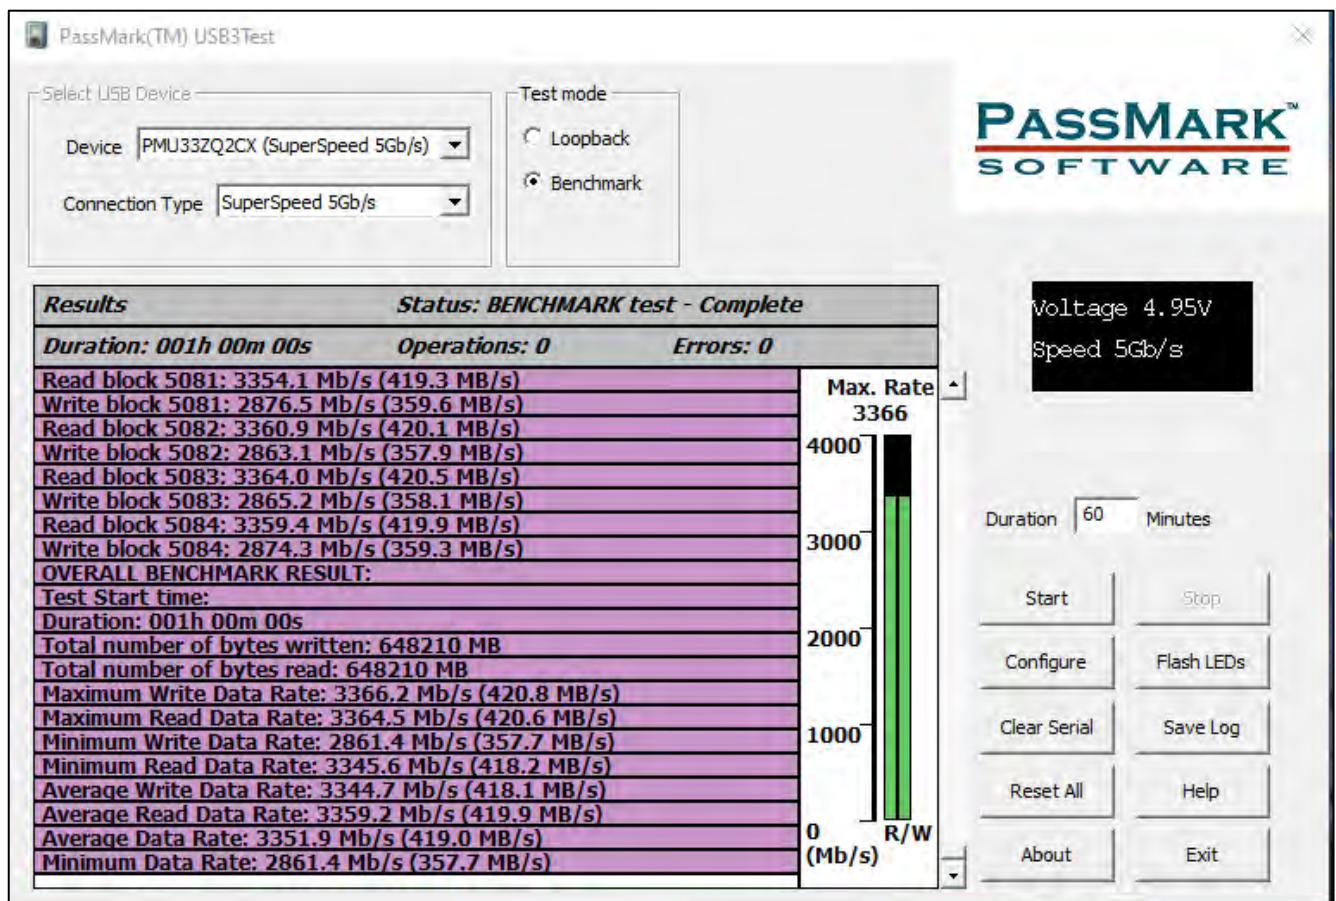 PassMark(TM) USB3Test
Select USB Device
Device PMU33ZQ2CX (SuperSpeed 5Gb/s)
Connection Type SuperSpeed 5Gb/s
Test mode
Loopback
Benchmark
PASSMARK™
SOFTWARE
Results Status: BENCHMARK test - Complete
Duration: 001h 00m 00s Operations: 0 Errors: 0
Read block 5081: 3354.1 Mb/s (419.3 MB/s)
Write block 5081: 2876.5 Mb/s (359.6 MB/s)
Read block 5082: 3360.9 Mb/s (420.1 MB/s)
Write block 5082: 2863.1 Mb/s (357.9 MB/s)
Read block 5083: 3364.0 Mb/s (420.5 MB/s)
Write block 5083: 2865.2 Mb/s (358.1 MB/s)
Read block 5084: 3359.4 Mb/s (419.9 MB/s)
Write block 5084: 2874.3 Mb/s (359.3 MB/s)
OVERALL BENCHMARK RESULT:
Test Start time:
Duration: 001h 00m 00s
Total number of bytes written: 648210 MB
Total number of bytes read: 648210 MB
Maximum Write Data Rate: 3366.2 Mb/s (420.8 MB/s)
Maximum Read Data Rate: 3364.5 Mb/s (420.6 MB/s)
Minimum Write Data Rate: 2861.4 Mb/s (357.7 MB/s)
Minimum Read Data Rate: 3345.6 Mb/s (418.2 MB/s)
Average Write Data Rate: 3344.7 Mb/s (418.1 MB/s)
Average Read Data Rate: 3359.2 Mb/s (419.9 MB/s)
Average Data Rate: 3351.9 Mb/s (419.0 MB/s)
Minimum Data Rate: 2861.4 Mb/s (357.7 MB/s)
Max. Rate
3366
4000
3000
2000
1000
0 R/W
(Mb/s)
Voltage 4.95V
Speed 5Gb/s
Duration 60 Minutes
Start Stop
Configure Flash LEDs
Clear Serial Save Log
Reset All Help
About Exit